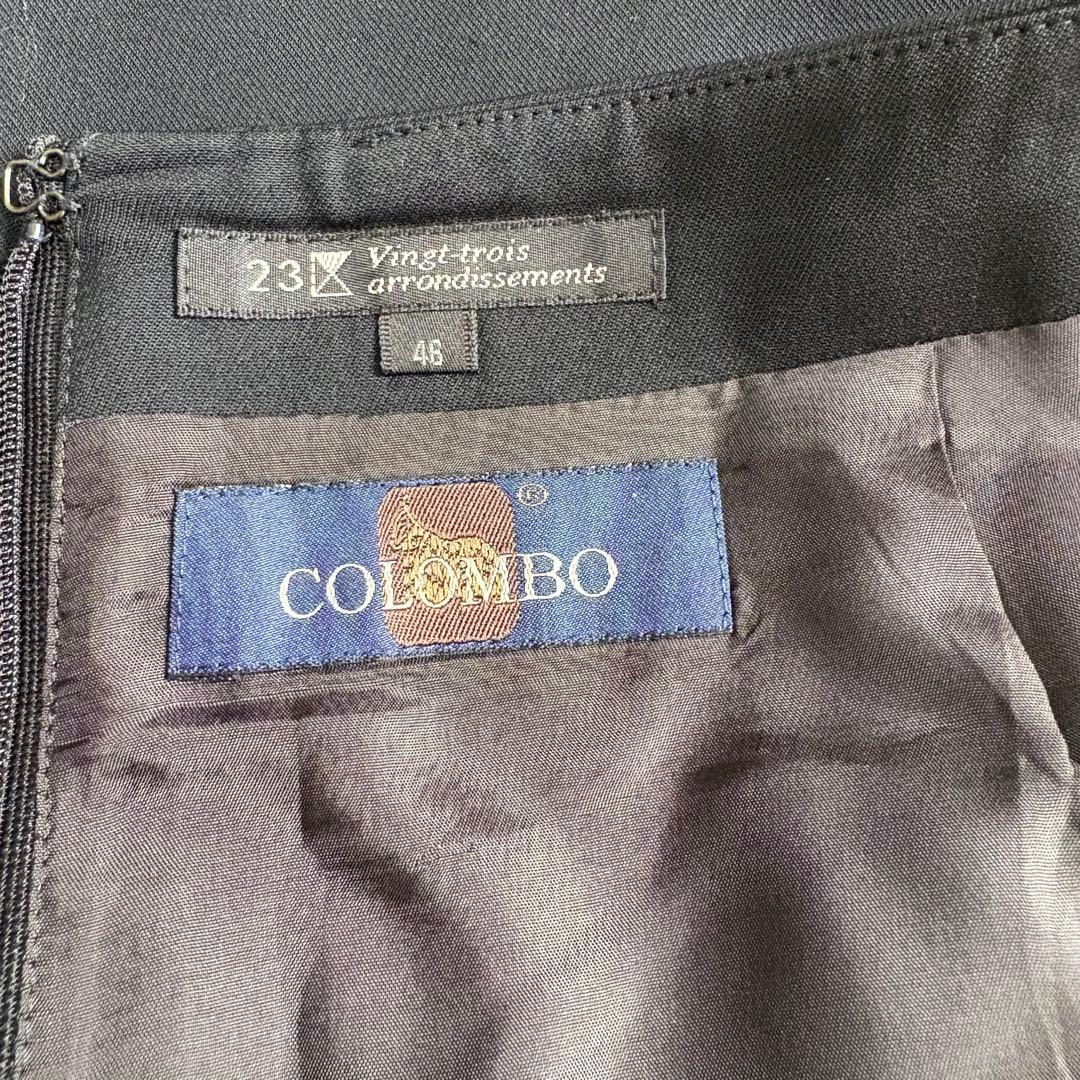 23 Vingt-trois
arrondissements
46
®
COLOMBO